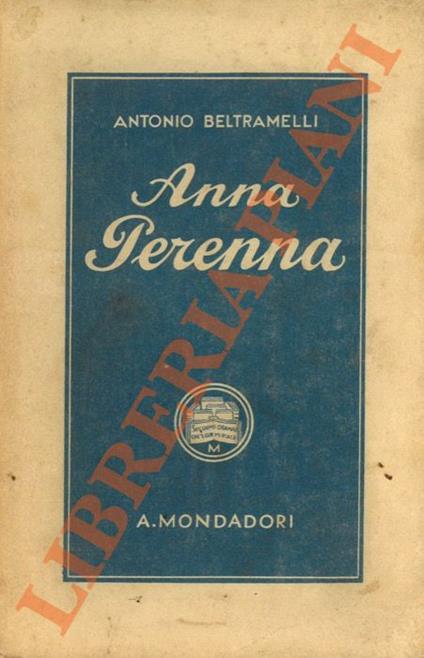 ANTONIO BELTRAMELLI
Anna
Perenna
M
A.MONDADORI
LIBRERIA PIANI